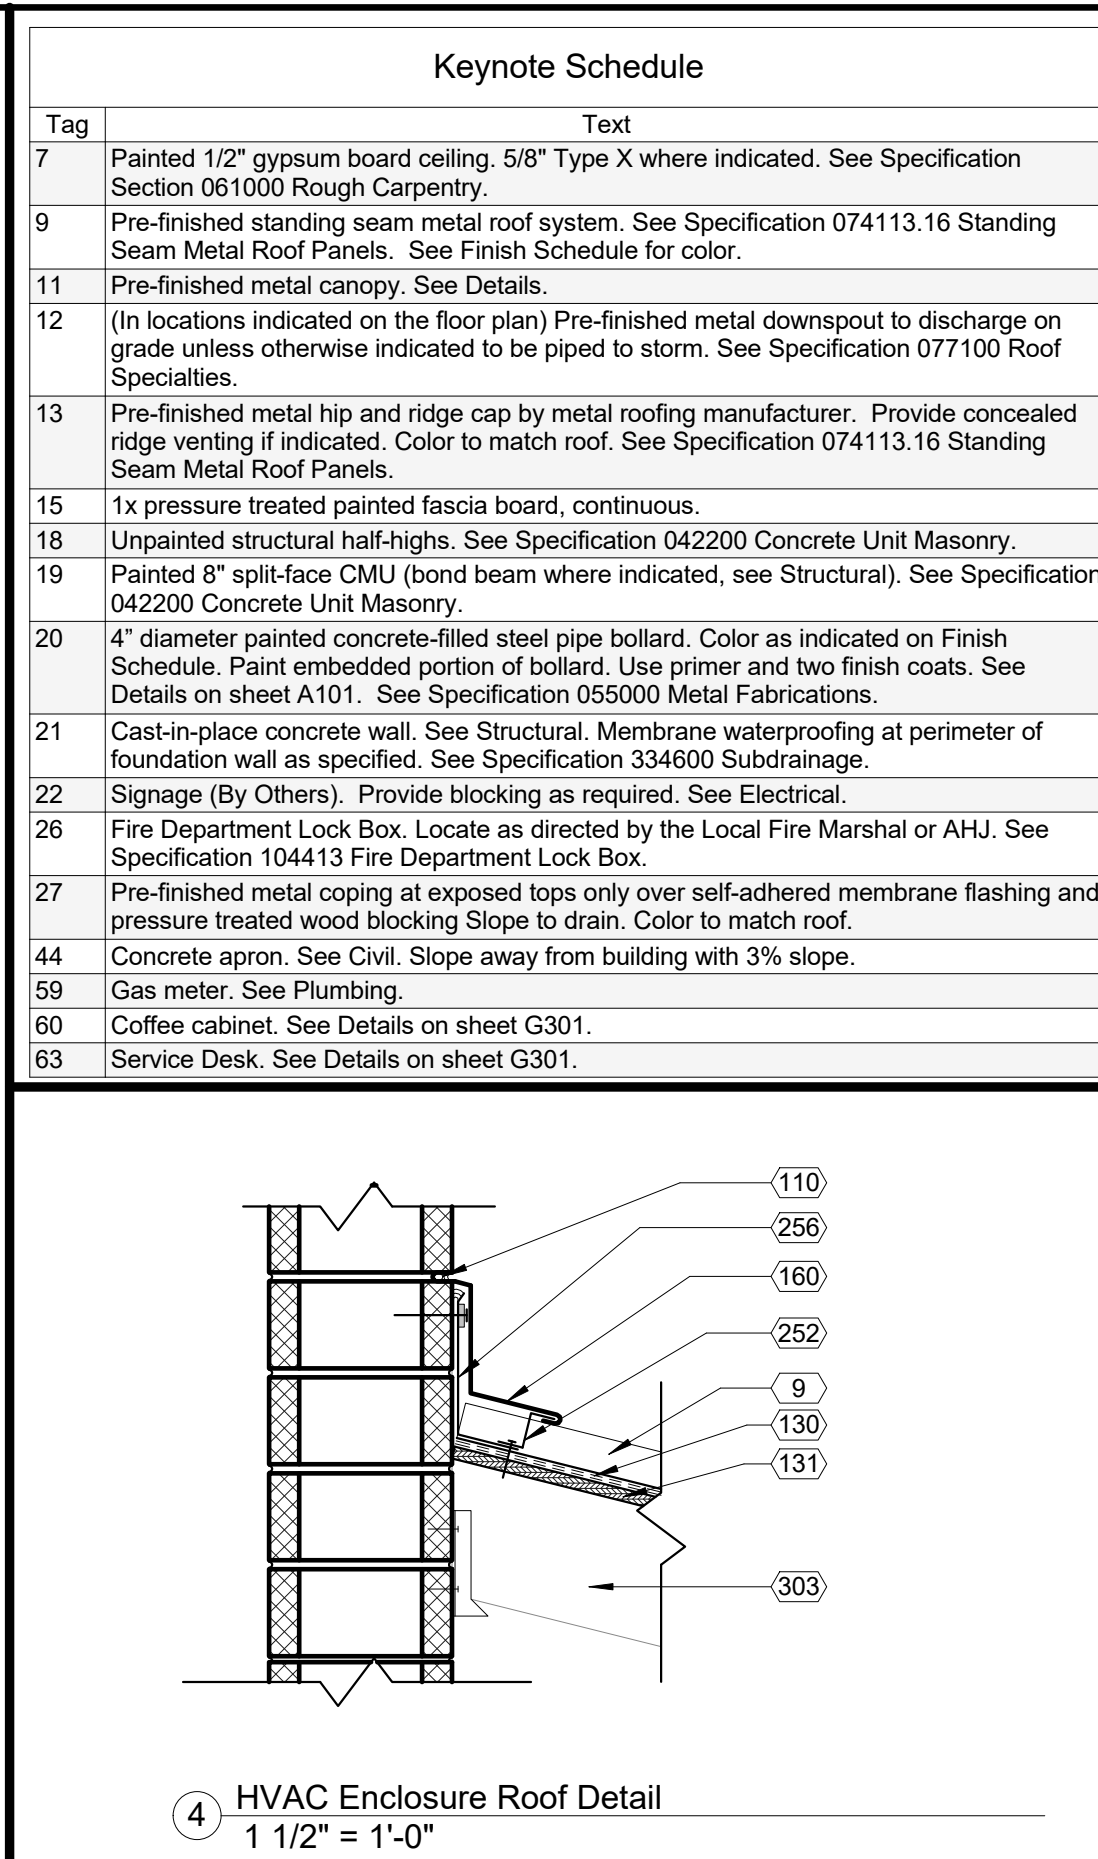 Keynote Schedule
Tag Text
7 Painted 1/2" gypsum board ceiling. 5/8" Type X where indicated. See Specification
Section 061000 Rough Carpentry.
9 Pre-finished standing seam metal roof system. See Specification 074113.16 Standing
Seam Metal Roof Panels.  See Finish Schedule for color.
11 Pre-finished metal canopy. See Details.
12 (In locations indicated on the floor plan) Pre-finished metal downspout to discharge on
grade unless otherwise indicated to be piped to storm. See Specification 077100 Roof
Specialties.
13 Pre-finished metal hip and ridge cap by metal roofing manufacturer.  Provide concealed
ridge venting if indicated. Color to match roof. See Specification 074113.16 Standing
Seam Metal Roof Panels.
15 1x pressure treated painted fascia board, continuous.
18 Unpainted structural half-highs. See Specification 042200 Concrete Unit Masonry.
19 Painted 8" split-face CMU (bond beam where indicated, see Structural). See Specification
042200 Concrete Unit Masonry.
20 4” diameter painted concrete-filled steel pipe bollard. Color as indicated on Finish
Schedule. Paint embedded portion of bollard. Use primer and two finish coats. See
Details on sheet A101.  See Specification 055000 Metal Fabrications.
21 Cast-in-place concrete wall. See Structural. Membrane waterproofing at perimeter of
foundation wall as specified. See Specification 334600 Subdrainage.
22 Signage (By Others).  Provide blocking as required. See Electrical.
26 Fire Department Lock Box. Locate as directed by the Local Fire Marshal or AHJ. See
Specification 104413 Fire Department Lock Box.
27 Pre-finished metal coping at exposed tops only over self-adhered membrane flashing and
pressure treated wood blocking Slope to drain. Color to match roof.
44 Concrete apron. See Civil. Slope away from building with 3% slope.
59 Gas meter. See Plumbing.
60 Coffee cabinet. See Details on sheet G301.
63 Service Desk. See Details on sheet G301.
110
256
160
252
9
130
131
303
4 HVAC Enclosure Roof Detail
1 1/2" = 1'-0"